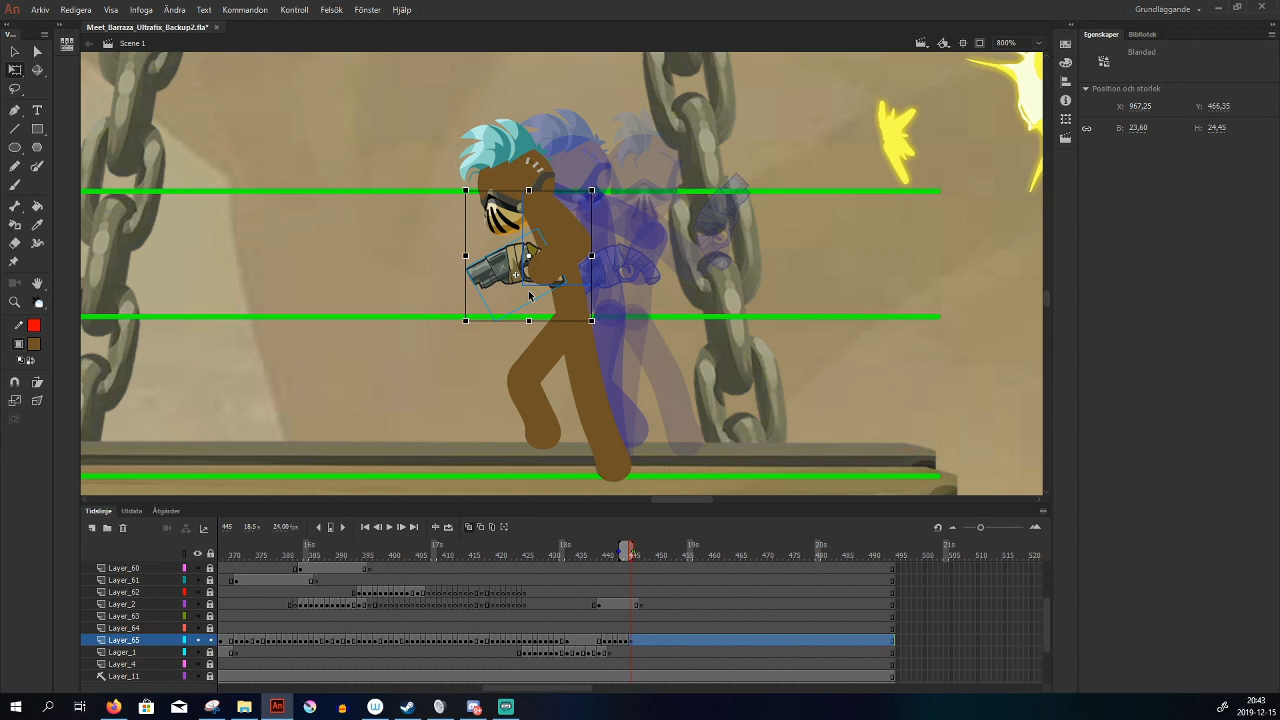 An Arkiv Redigera Visa Infoga Ändra Text Kommandon Kontroll Felsök Fönster Hjälp Grundläggande
Meet_Barraza_Ultrafix_Backup2.fla* ×
Scene 1 800%
V... Egenskaper Bibliotek
Blandad
Position och storlek
X: 967,25 Y: 466,35
B: 23,60 H: 24,45
Tidslinje Utdata Åtgärder
445 18.5 s 24.00 fps
16s 17s 18s 19s 20s 21s
370 375 380 385 390 395 400 405 410 415 420 425 430 435 440 445 450 455 460 465 470 475 480 485 490 495 500 505 510 515 520
Layer_60
Layer_61
Layer_62
Layer_2
Layer_63
Layer_64
Layer_65
Lager_1
Layer_4
Layer_11
20:43
2019-12-15